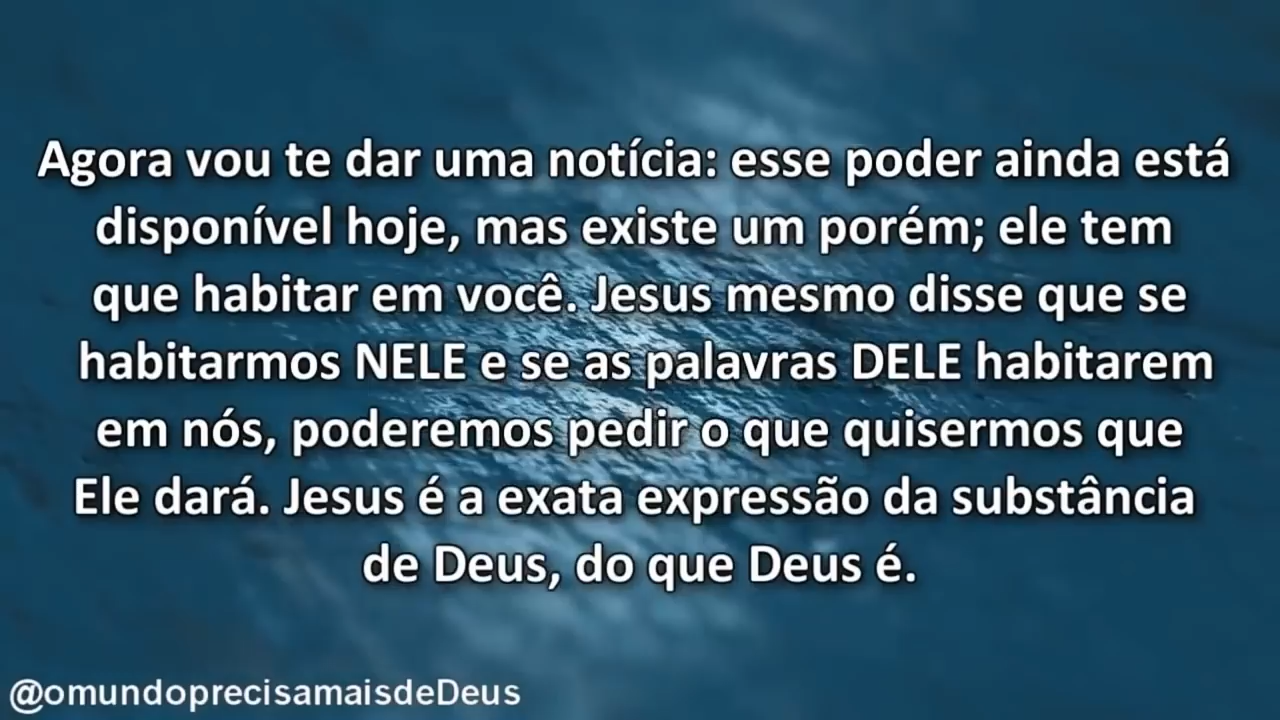 Agora vou te dar uma notícia: esse poder ainda está
disponível hoje, mas existe um porém; ele tem
que habitar em você. Jesus mesmo disse que se
habitarmos NELE e se as palavras DELE habitarem
em nós, poderemos pedir o que quisermos que
Ele dará. Jesus é a exata expressão da substância
de Deus, do que Deus é.
@omundoprecisamaisdeDeus